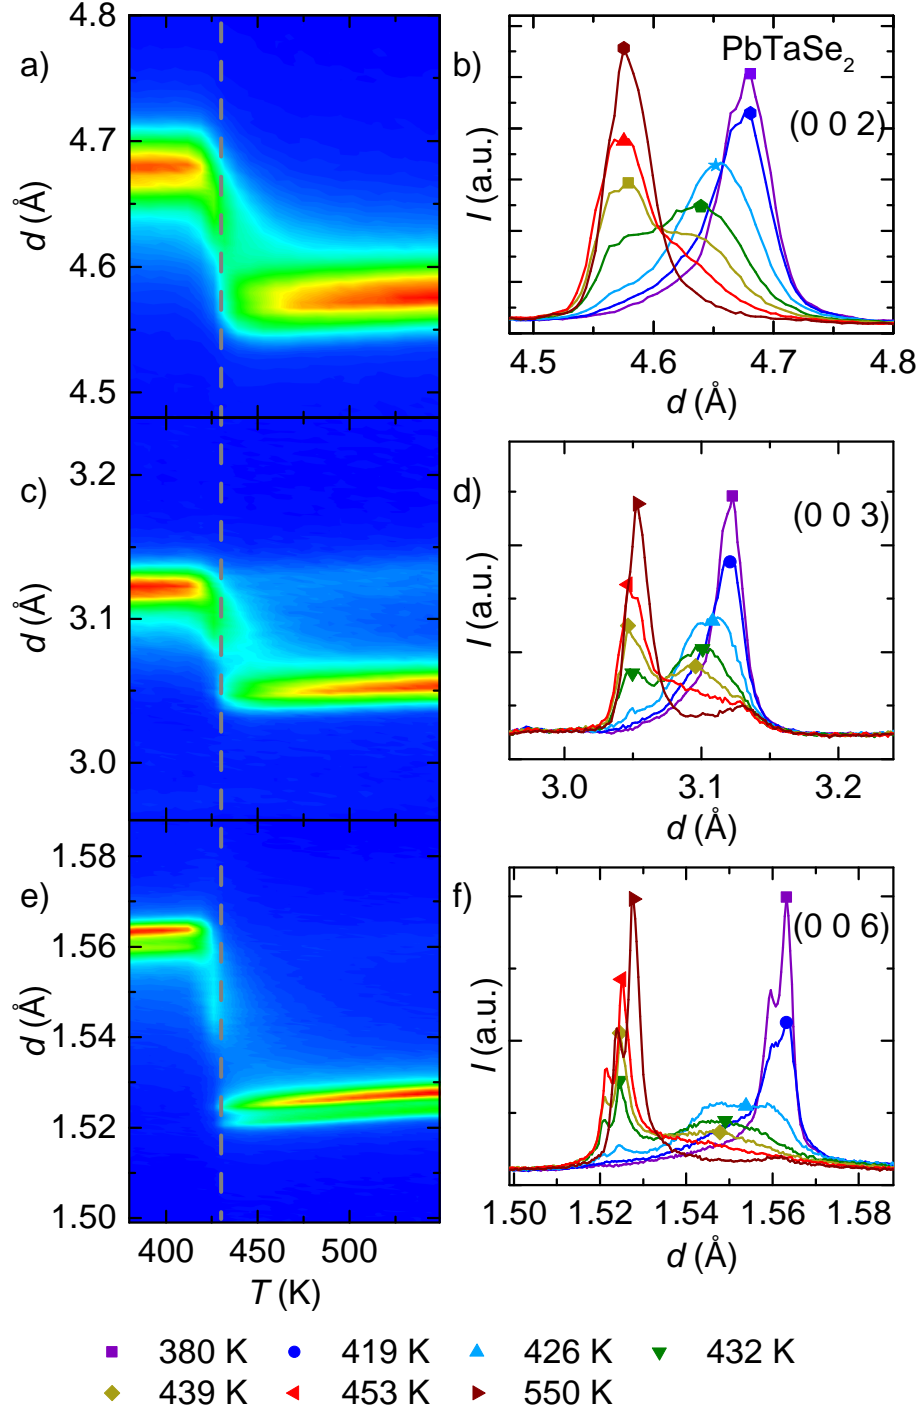 a)
4.8
4.7
4.6
4.5
d (Å)
b)
PbTaSe₂
(0 0 2)
I (a.u.)
4.5 4.6 4.7 4.8
d (Å)
c)
3.2
3.1
3.0
d (Å)
d)
(0 0 3)
I (a.u.)
3.0 3.1 3.2
d (Å)
e)
1.58
1.56
1.54
1.52
1.50
d (Å)
400 450 500
T (K)
f)
(0 0 6)
I (a.u.)
1.50 1.52 1.54 1.56 1.58
d (Å)
380 K 419 K 426 K 432 K
439 K 453 K 550 K